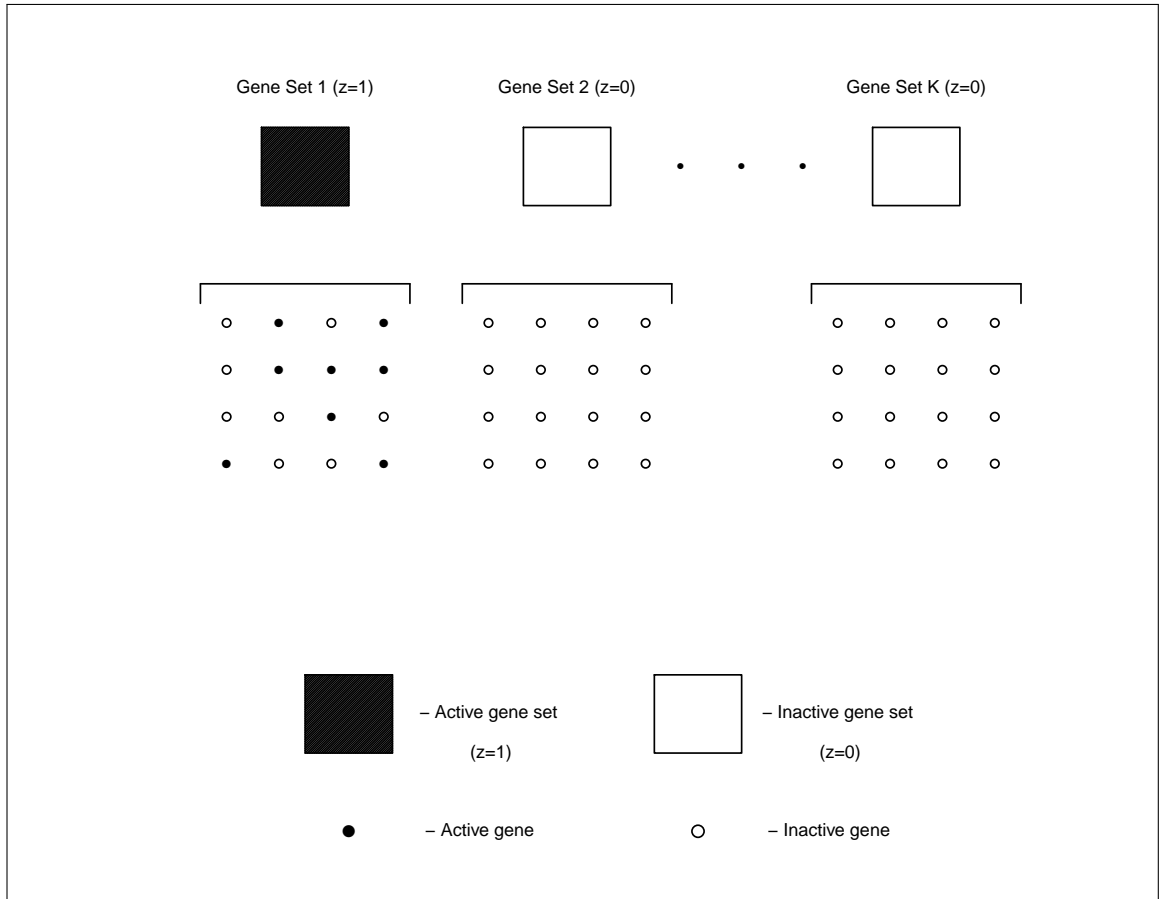 Gene Set 1 (z=1)
Gene Set 2 (z=0)
Gene Set K (z=0)
– Active gene set
(z=1)
– Inactive gene set
(z=0)
– Active gene
– Inactive gene